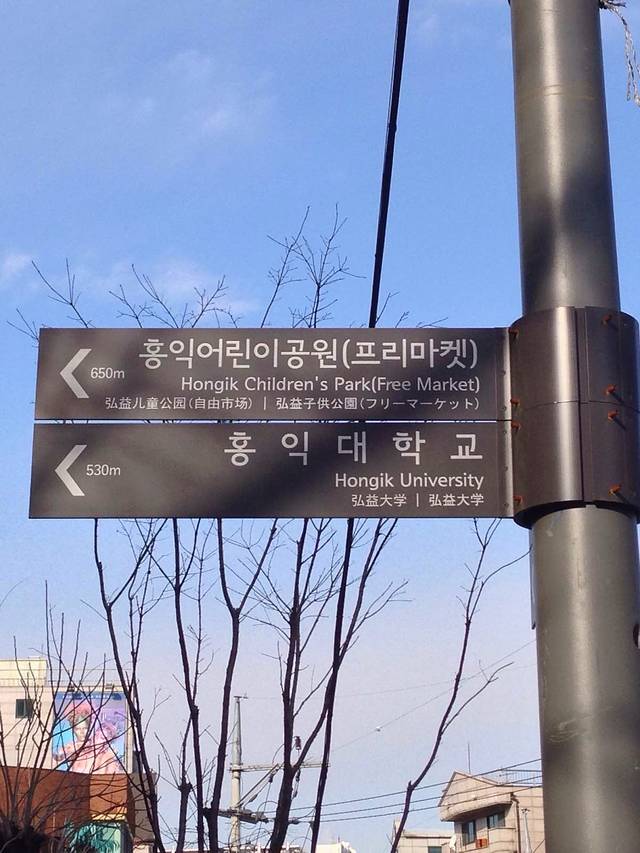 홍익어린이공원(프리마켓)
650m
Hongik Children's Park(Free Market)
弘益儿童公园(自由市场) | 弘益子供公園(フリーマーケット)
홍익대학교
530m
Hongik University
弘益大学 | 弘益大学